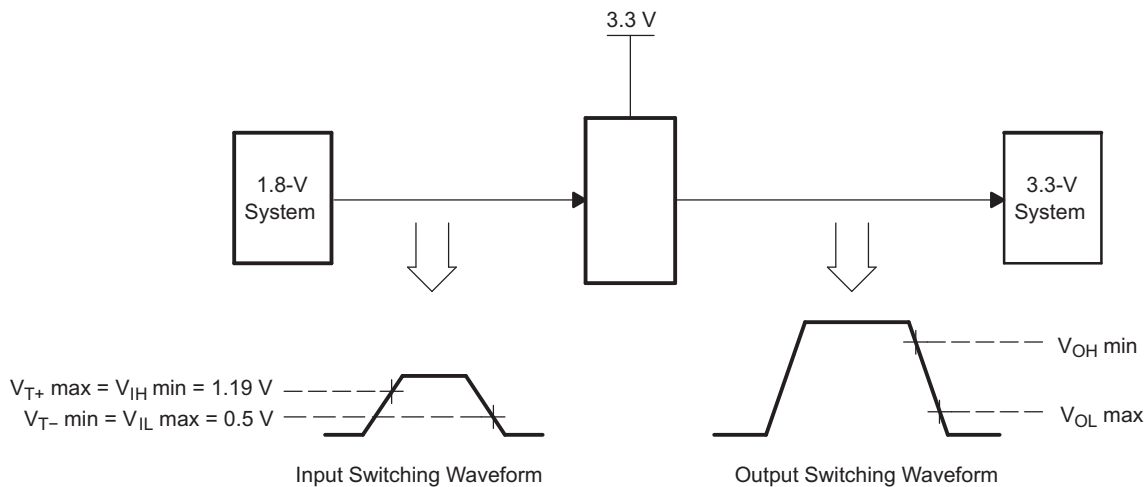 3.3 V
1.8-V
System
3.3-V
System
V_OH min
V_T+ max = V_IH min = 1.19 V
V_T– min = V_IL max = 0.5 V
V_OL max
Input Switching Waveform
Output Switching Waveform